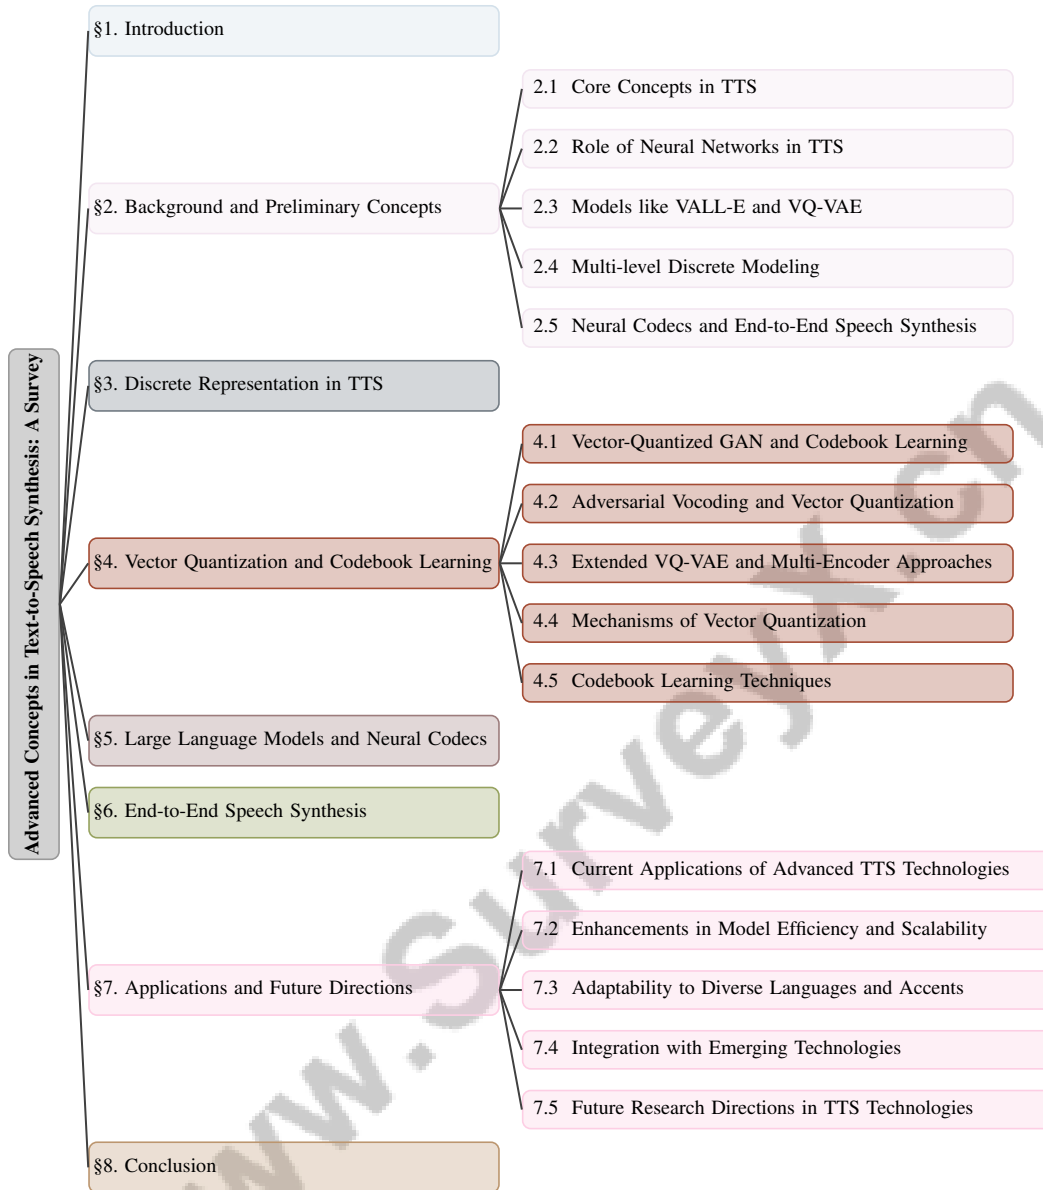 Advanced Concepts in Text-to-Speech Synthesis: A Survey
§1. Introduction
§2. Background and Preliminary Concepts
2.1 Core Concepts in TTS
2.2 Role of Neural Networks in TTS
2.3 Models like VALL-E and VQ-VAE
2.4 Multi-level Discrete Modeling
2.5 Neural Codecs and End-to-End Speech Synthesis
§3. Discrete Representation in TTS
§4. Vector Quantization and Codebook Learning
4.1 Vector-Quantized GAN and Codebook Learning
4.2 Adversarial Vocoding and Vector Quantization
4.3 Extended VQ-VAE and Multi-Encoder Approaches
4.4 Mechanisms of Vector Quantization
4.5 Codebook Learning Techniques
§5. Large Language Models and Neural Codecs
§6. End-to-End Speech Synthesis
§7. Applications and Future Directions
7.1 Current Applications of Advanced TTS Technologies
7.2 Enhancements in Model Efficiency and Scalability
7.3 Adaptability to Diverse Languages and Accents
7.4 Integration with Emerging Technologies
7.5 Future Research Directions in TTS Technologies
§8. Conclusion
www.SurveyX.cn